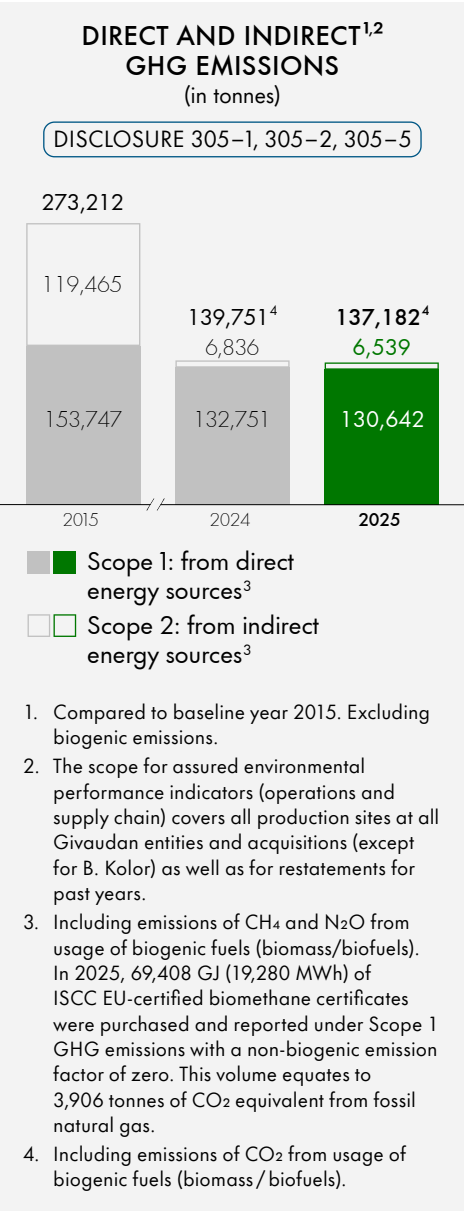 DIRECT AND INDIRECT1,2
GHG EMISSIONS
(in tonnes)
DISCLOSURE 305–1, 305–2, 305–5
273,212
119,465
153,747
139,7514
6,836
132,751
137,1824
6,539
130,642
2015
2024
2025
Scope 1: from direct
energy sources3
Scope 2: from indirect
energy sources3
1. Compared to baseline year 2015. Excluding
biogenic emissions.
2. The scope for assured environmental
performance indicators (operations and
supply chain) covers all production sites at all
Givaudan entities and acquisitions (except
for B. Kolor) as well as for restatements for
past years.
3. Including emissions of CH4 and N2O from
usage of biogenic fuels (biomass/biofuels).
In 2025, 69,408 GJ (19,280 MWh) of
ISCC EU-certified biomethane certificates
were purchased and reported under Scope 1
GHG emissions with a non-biogenic emission
factor of zero. This volume equates to
3,906 tonnes of CO2 equivalent from fossil
natural gas.
4. Including emissions of CO2 from usage of
biogenic fuels (biomass / biofuels).